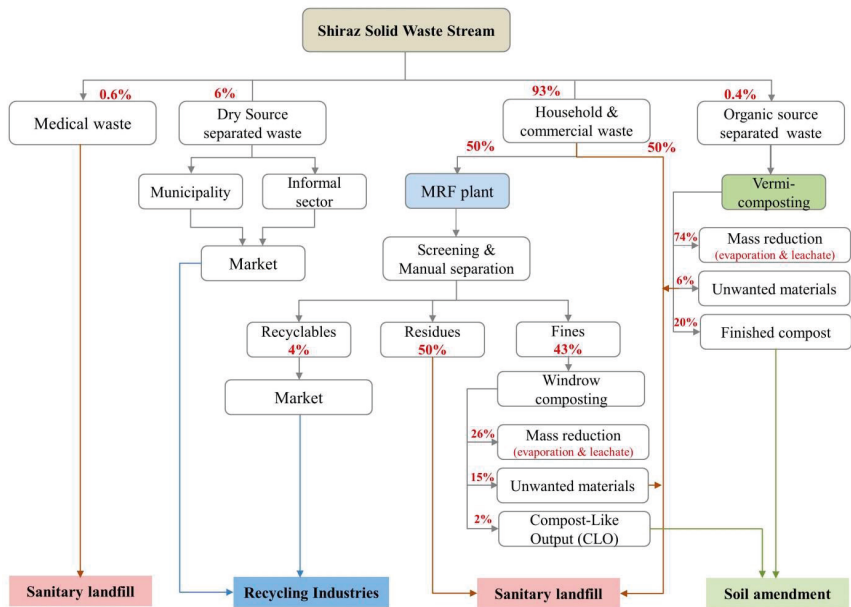 Shiraz Solid Waste Stream
0.6%
6%
93%
0.4%
Medical waste
Dry Source
separated waste
Household &
commercial waste
Organic source
separated waste
50%
50%
Municipality
Informal
sector
MRF plant
Vermi-
composting
Market
Screening &
Manual separation
74%
Mass reduction
(evaporation & leachate)
6%
Unwanted materials
20%
Finished compost
Recyclables
4%
Residues
50%
Fines
43%
Market
Windrow
composting
26%
Mass reduction
(evaporation & leachate)
15%
Unwanted materials
2%
Compost-Like
Output (CLO)
Sanitary landfill
Recycling Industries
Sanitary landfill
Soil amendment